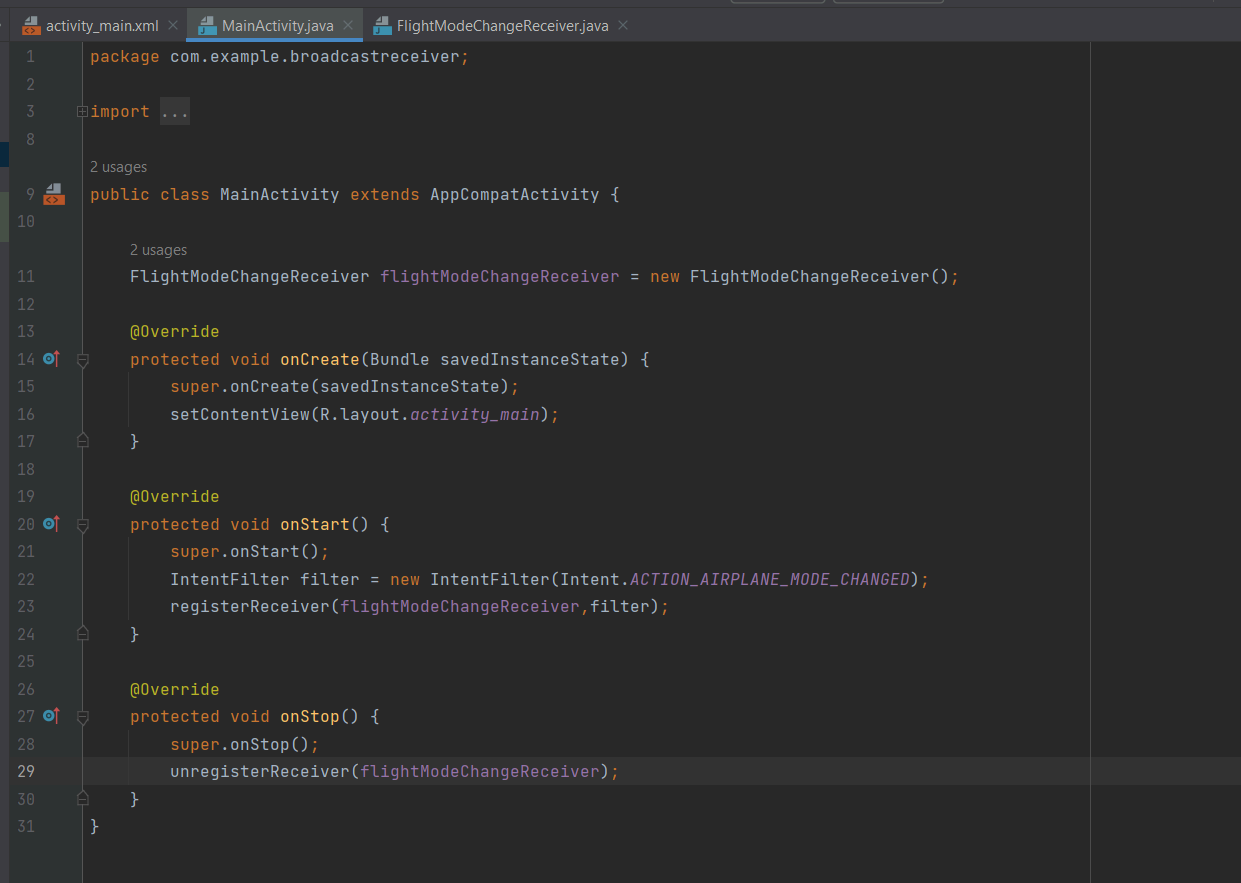 activity_main.xml MainActivity.java FlightModeChangeReceiver.java
1 package com.example.broadcastreceiver;
2
3 import ...
8
2 usages
9 public class MainActivity extends AppCompatActivity {
10
2 usages
11 FlightModeChangeReceiver flightModeChangeReceiver = new FlightModeChangeReceiver();
12
13 @Override
14 protected void onCreate(Bundle savedInstanceState) {
15 super.onCreate(savedInstanceState);
16 setContentView(R.layout.activity_main);
17 }
18
19 @Override
20 protected void onStart() {
21 super.onStart();
22 IntentFilter filter = new IntentFilter(Intent.ACTION_AIRPLANE_MODE_CHANGED);
23 registerReceiver(flightModeChangeReceiver,filter);
24 }
25
26 @Override
27 protected void onStop() {
28 super.onStop();
29 unregisterReceiver(flightModeChangeReceiver);
30 }
31 }